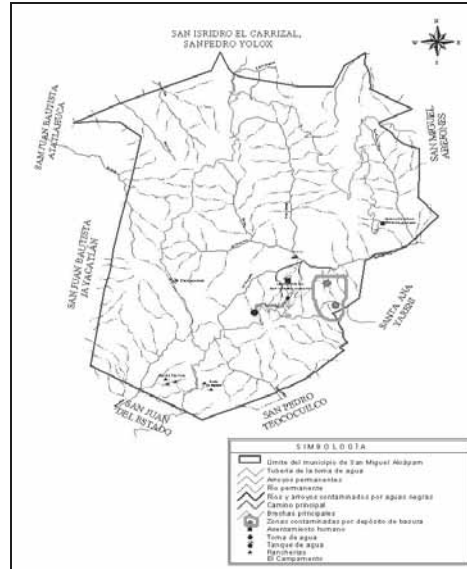 SAN ISRIDRO EL CARRIZAL,
SANPEDRO YOLOX
N
W
E
S
SAN JUAN BAUTISTA
ATATLAHUCA
SAN MIGUEL
ABEJONES
SAN JUAN BAUTISTA
JAYACATLÁN
SANTA ANA
YARENI
SAN JUAN
DEL ESTADO
SAN PEDRO
TEOCOCUILCO
SIMBOLOGÍA
Límite del municipio de San Miguel Aloápam
Tubería de la toma de agua
Arroyos permanentes
Río permanente
Ríos y arroyos contaminados por aguas negras
Camino principal
Brechas principales
Zonas contaminadas por depósito de basura
Asentamiento humano
Toma de agua
Tanque de agua
Rancherías
El Campamento